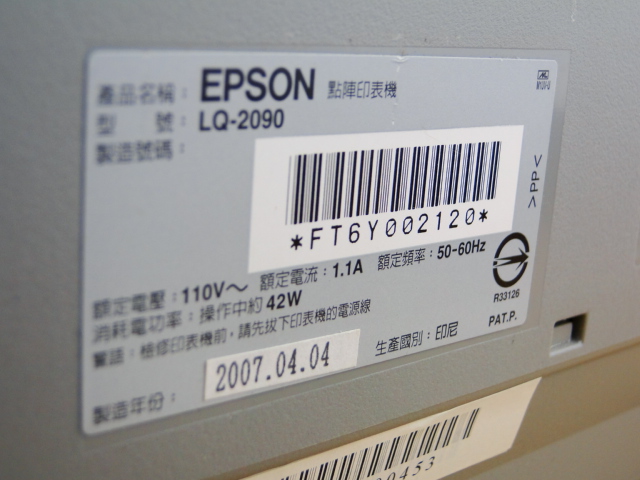 產品名稱： EPSON 點陣印表機
型 號： LQ-2090
製造號碼：
*FT6Y002120*
>PP<
額定電壓：110V～ 額定電流：1.1A 額定頻率：50-60Hz
消耗電功率：操作中約 42W
警語：檢修印表機前，請先拔下印表機的電源線
R33126
PAT.P.
製造年份： 2007.04.04 生產國別：印尼
0453